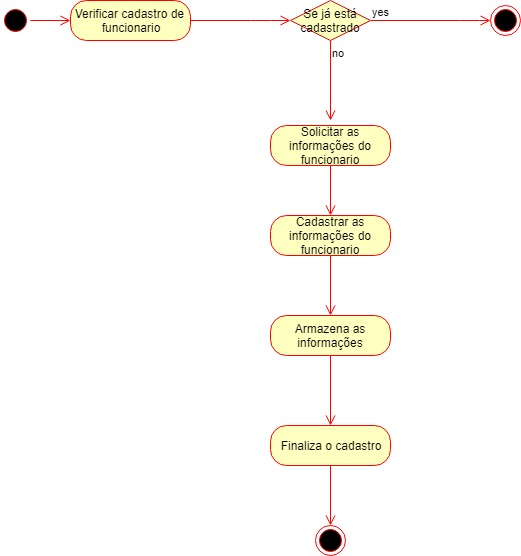 Verificar cadastro de
funcionario
Se já está
cadastrado
yes
no
Solicitar as
informações do
funcionario
Cadastrar as
informações do
funcionario
Armazena as
informações
Finaliza o cadastro